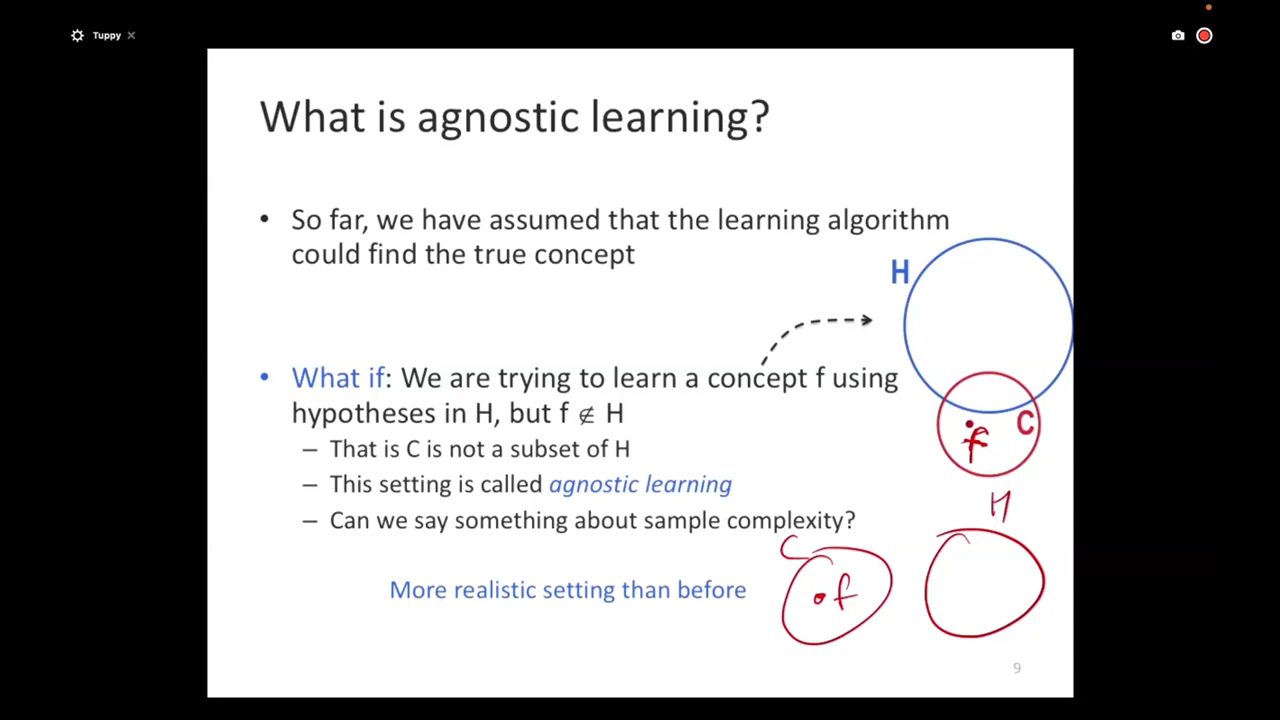 Tuppy
What is agnostic learning?
• So far, we have assumed that the learning algorithm
could find the true concept
H
• What if: We are trying to learn a concept f using
hypotheses in H, but f ∉ H
C
f
– That is C is not a subset of H
– This setting is called agnostic learning
– Can we say something about sample complexity?
H
C
f
More realistic setting than before
9